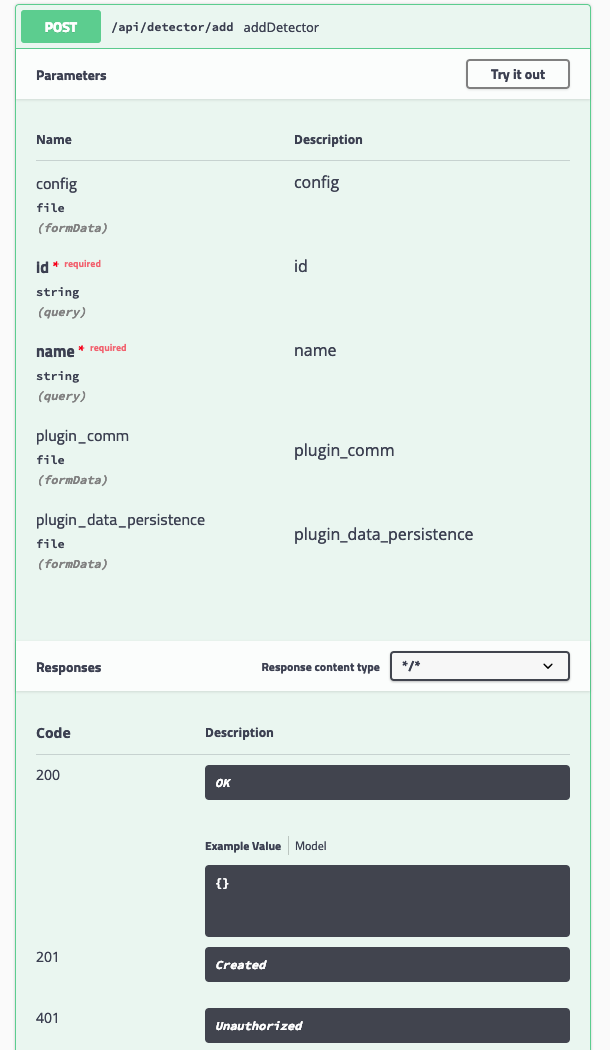 POST /api/detector/add addDetector
Parameters Try it out
Name Description
config config
file
(formData)
id * required id
string
(query)
name * required name
string
(query)
plugin_comm plugin_comm
file
(formData)
plugin_data_persistence plugin_data_persistence
file
(formData)
Responses Response content type */*
Code Description
200 OK
Example Value Model
{}
201 Created
401 Unauthorized